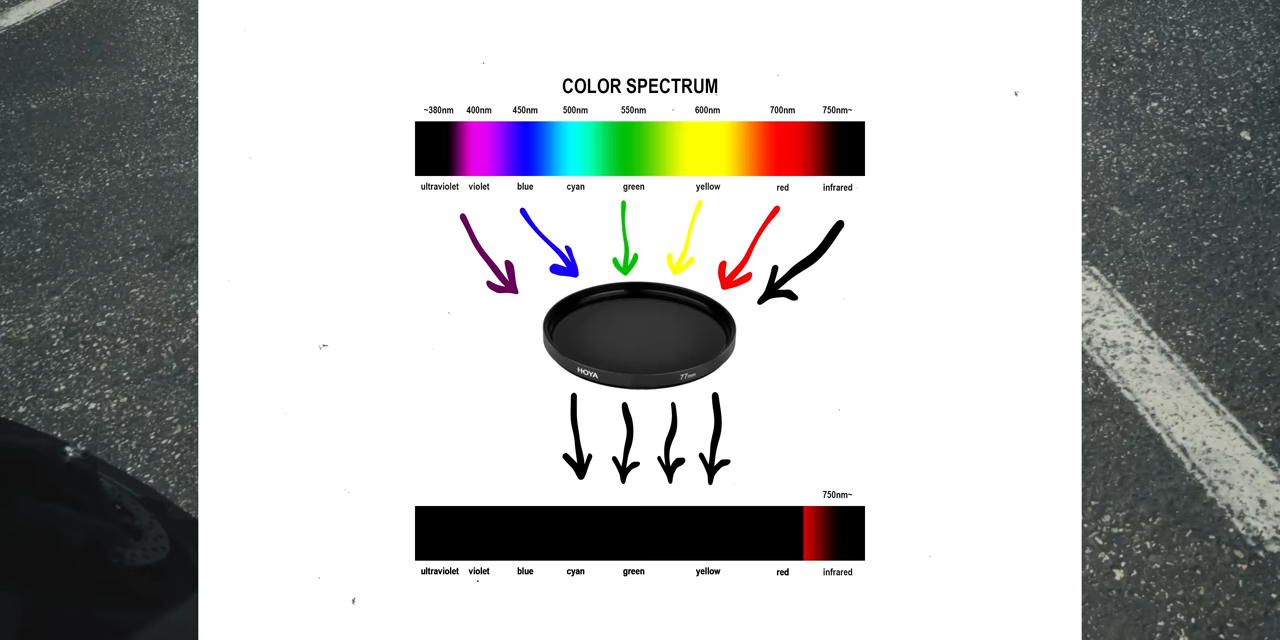 COLOR SPECTRUM
~380nm 400nm 450nm 500nm 550nm 600nm 700nm 750nm~
ultraviolet violet blue cyan green yellow red infrared
HOYA 77mm
750nm~
ultraviolet violet blue cyan green yellow red infrared